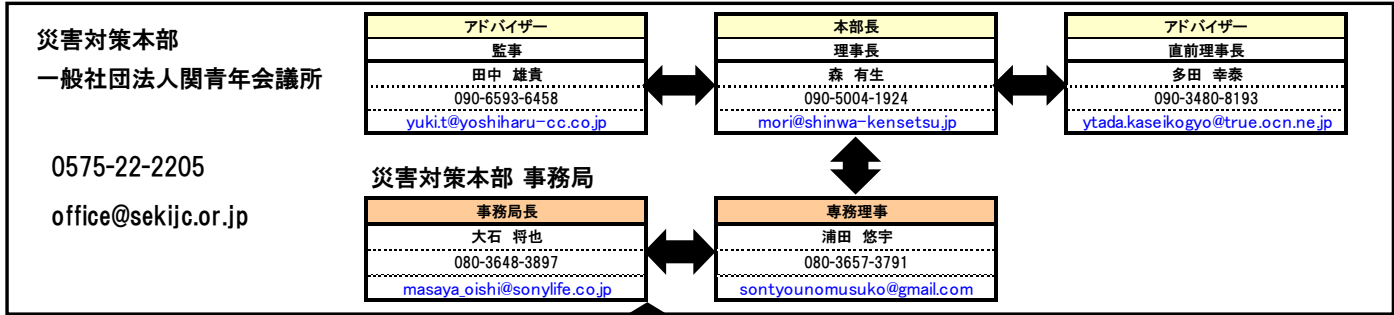 災害対策本部
一般社団法人関青年会議所
0575-22-2205
office@sekijc.or.jp
アドバイザー
監事
田中 雄貴
090-6593-6458
yuki.t@yoshiharu-cc.co.jp
本部長
理事長
森 有生
090-5004-1924
mori@shinwa-kensetsu.jp
アドバイザー
直前理事長
多田 幸泰
090-3480-8193
ytada.kaseikogyo@true.ocn.ne.jp
災害対策本部 事務局
事務局長
大石 将也
080-3648-3897
masaya_oishi@sonylife.co.jp
専務理事
浦田 悠宇
080-3657-3791
sontyounomusuko@gmail.com